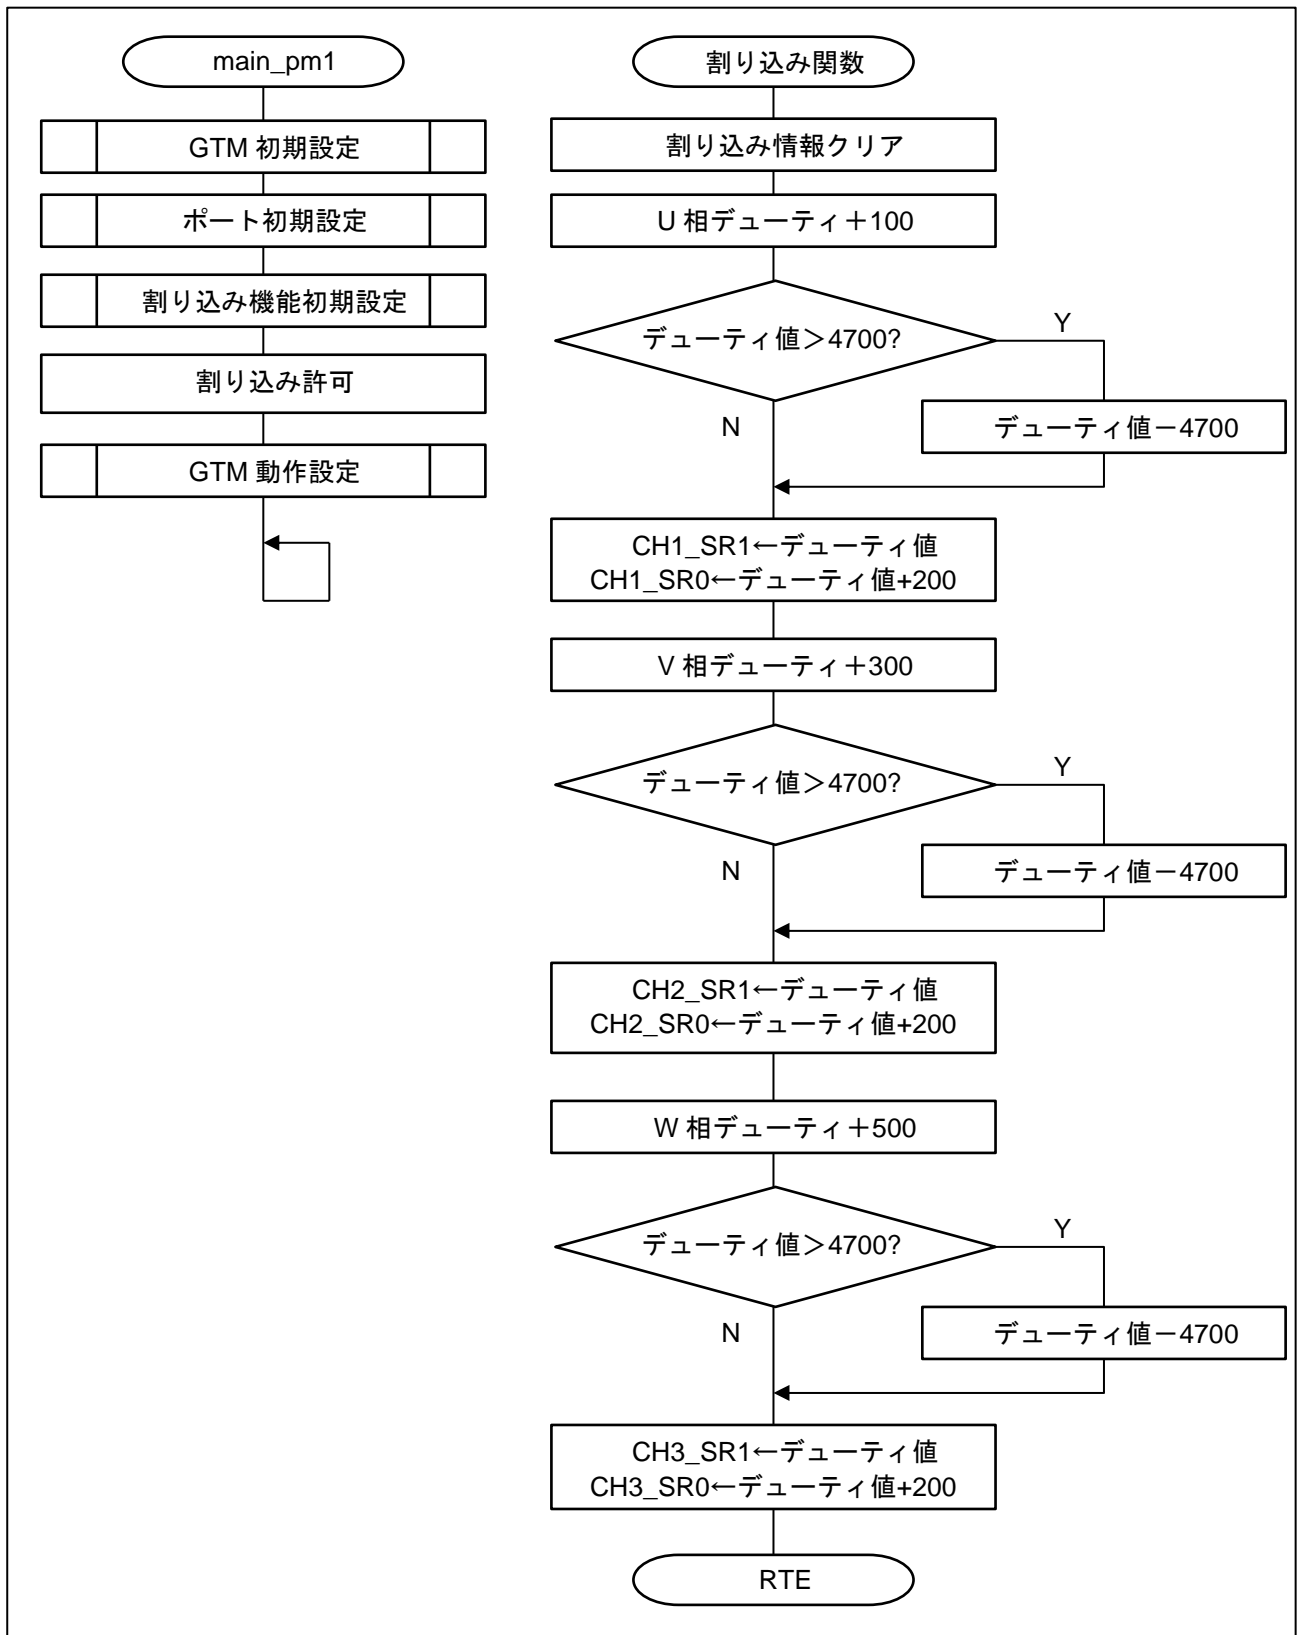 main_pm1
GTM 初期設定
ポート初期設定
割り込み機能初期設定
割り込み許可
GTM 動作設定
割り込み関数
割り込み情報クリア
U 相デューティ+100
デューティ値>4700?
Y
N
デューティ値-4700
CH1_SR1←デューティ値
CH1_SR0←デューティ値+200
V 相デューティ+300
デューティ値>4700?
Y
N
デューティ値-4700
CH2_SR1←デューティ値
CH2_SR0←デューティ値+200
W 相デューティ+500
デューティ値>4700?
Y
N
デューティ値-4700
CH3_SR1←デューティ値
CH3_SR0←デューティ値+200
RTE